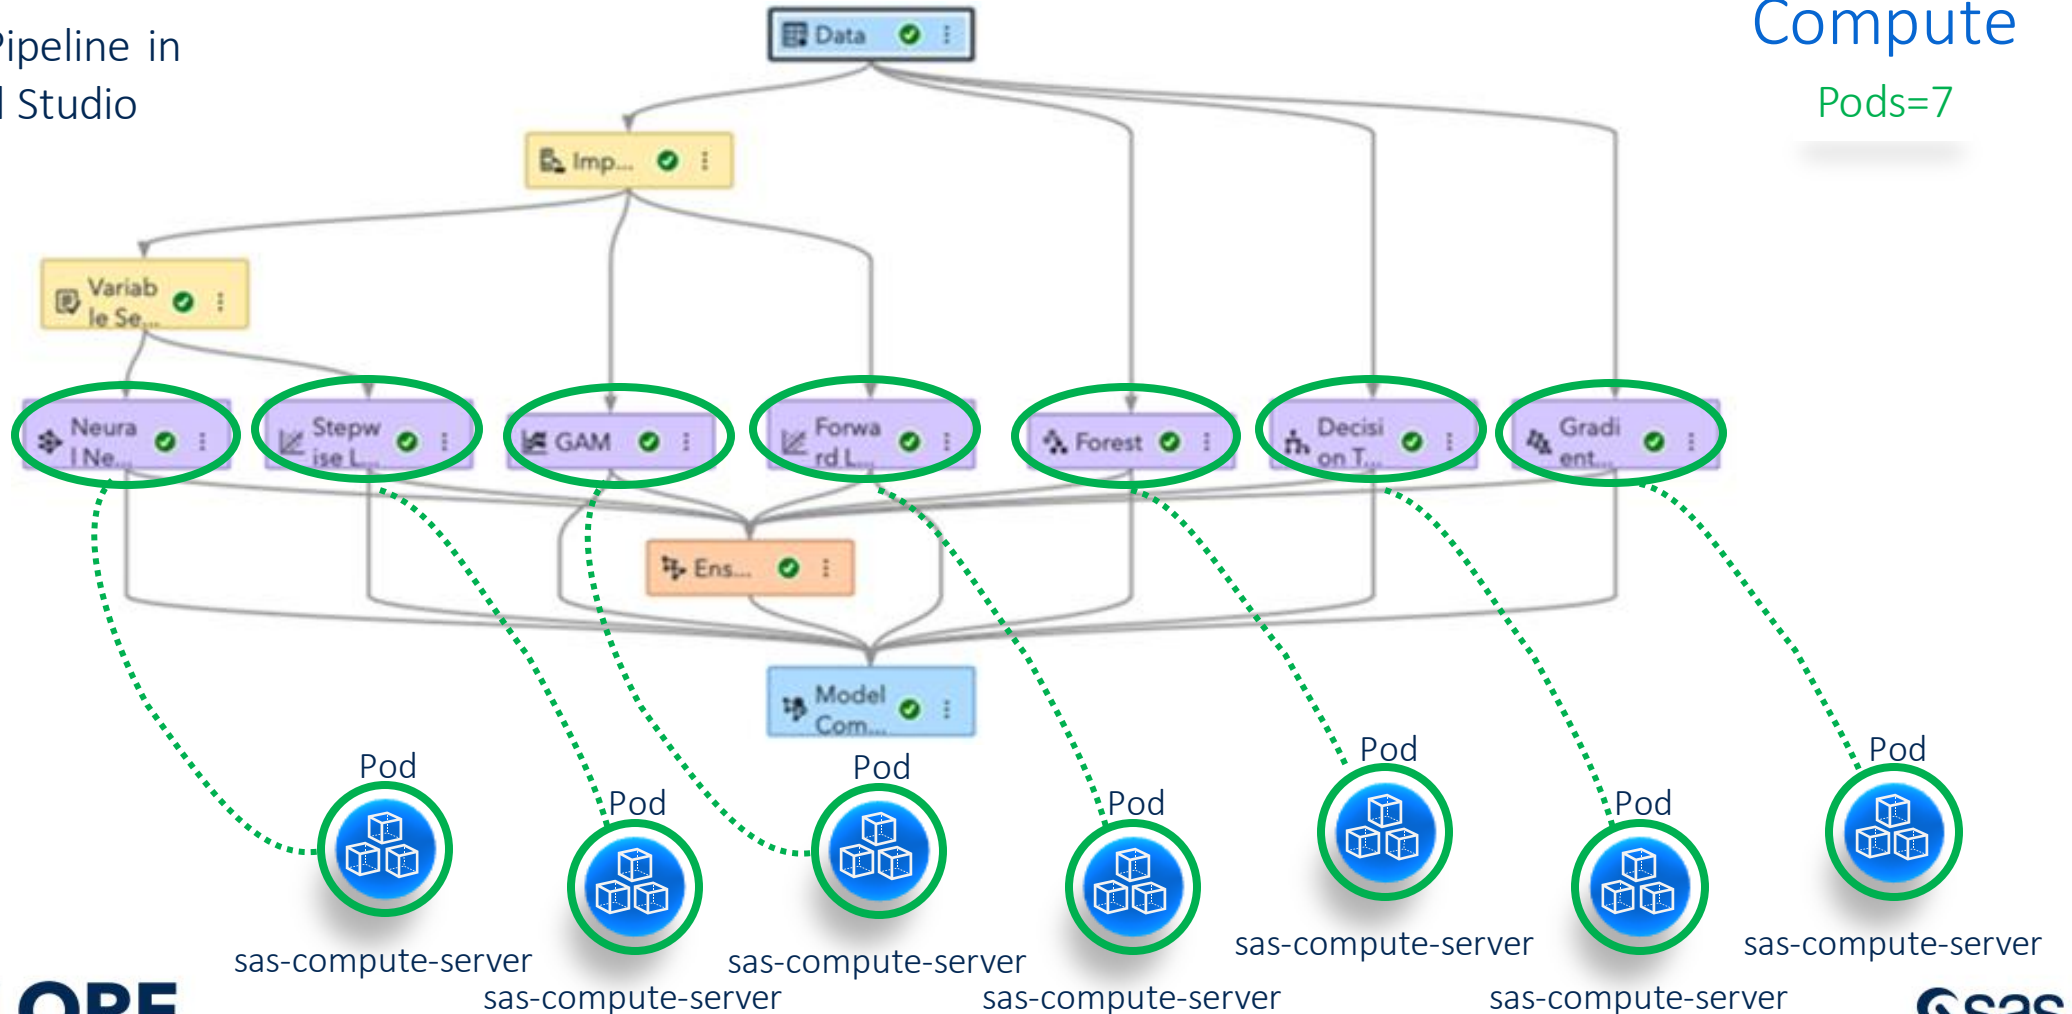 Pipeline in
Studio
Compute
Pods=7
Data
Imp...
Variab
le Se...
Neura
l Ne...
Stepw
ise L...
GAM
Forwa
rd L...
Forest
Decisi
on T...
Gradi
ent...
Ens...
Model
Com...
Pod
Pod
Pod
Pod
Pod
Pod
Pod
sas-compute-server
sas-compute-server
sas-compute-server
sas-compute-server
sas-compute-server
sas-compute-server
sas-compute-server
sas